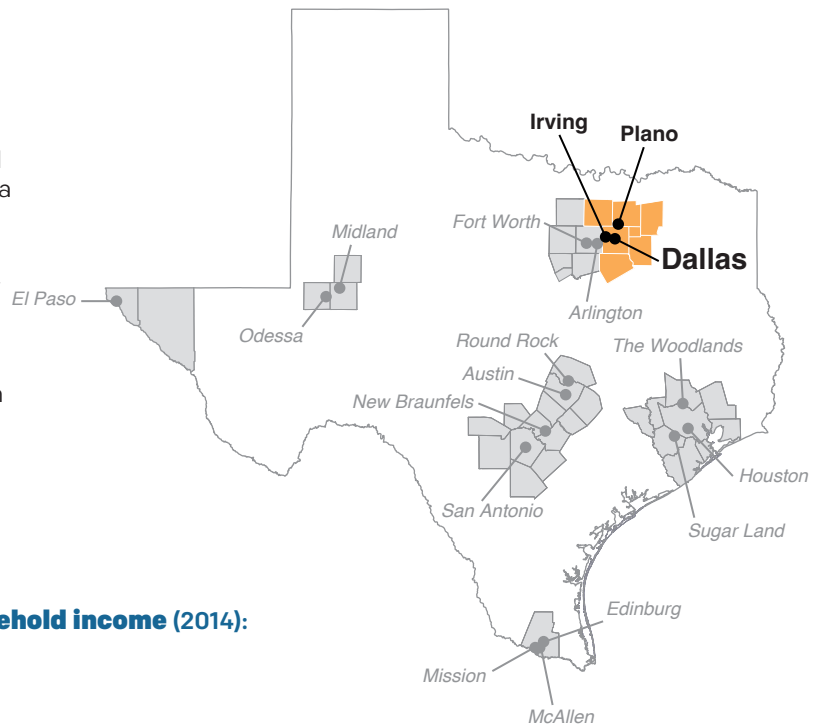 l
a
n
Irving
Plano
Fort Worth
Dallas
Arlington
Midland
El Paso
Odessa
Round Rock
The Woodlands
Austin
New Braunfels
San Antonio
Houston
Sugar Land
ehold income (2014):
Edinburg
Mission
McAllen